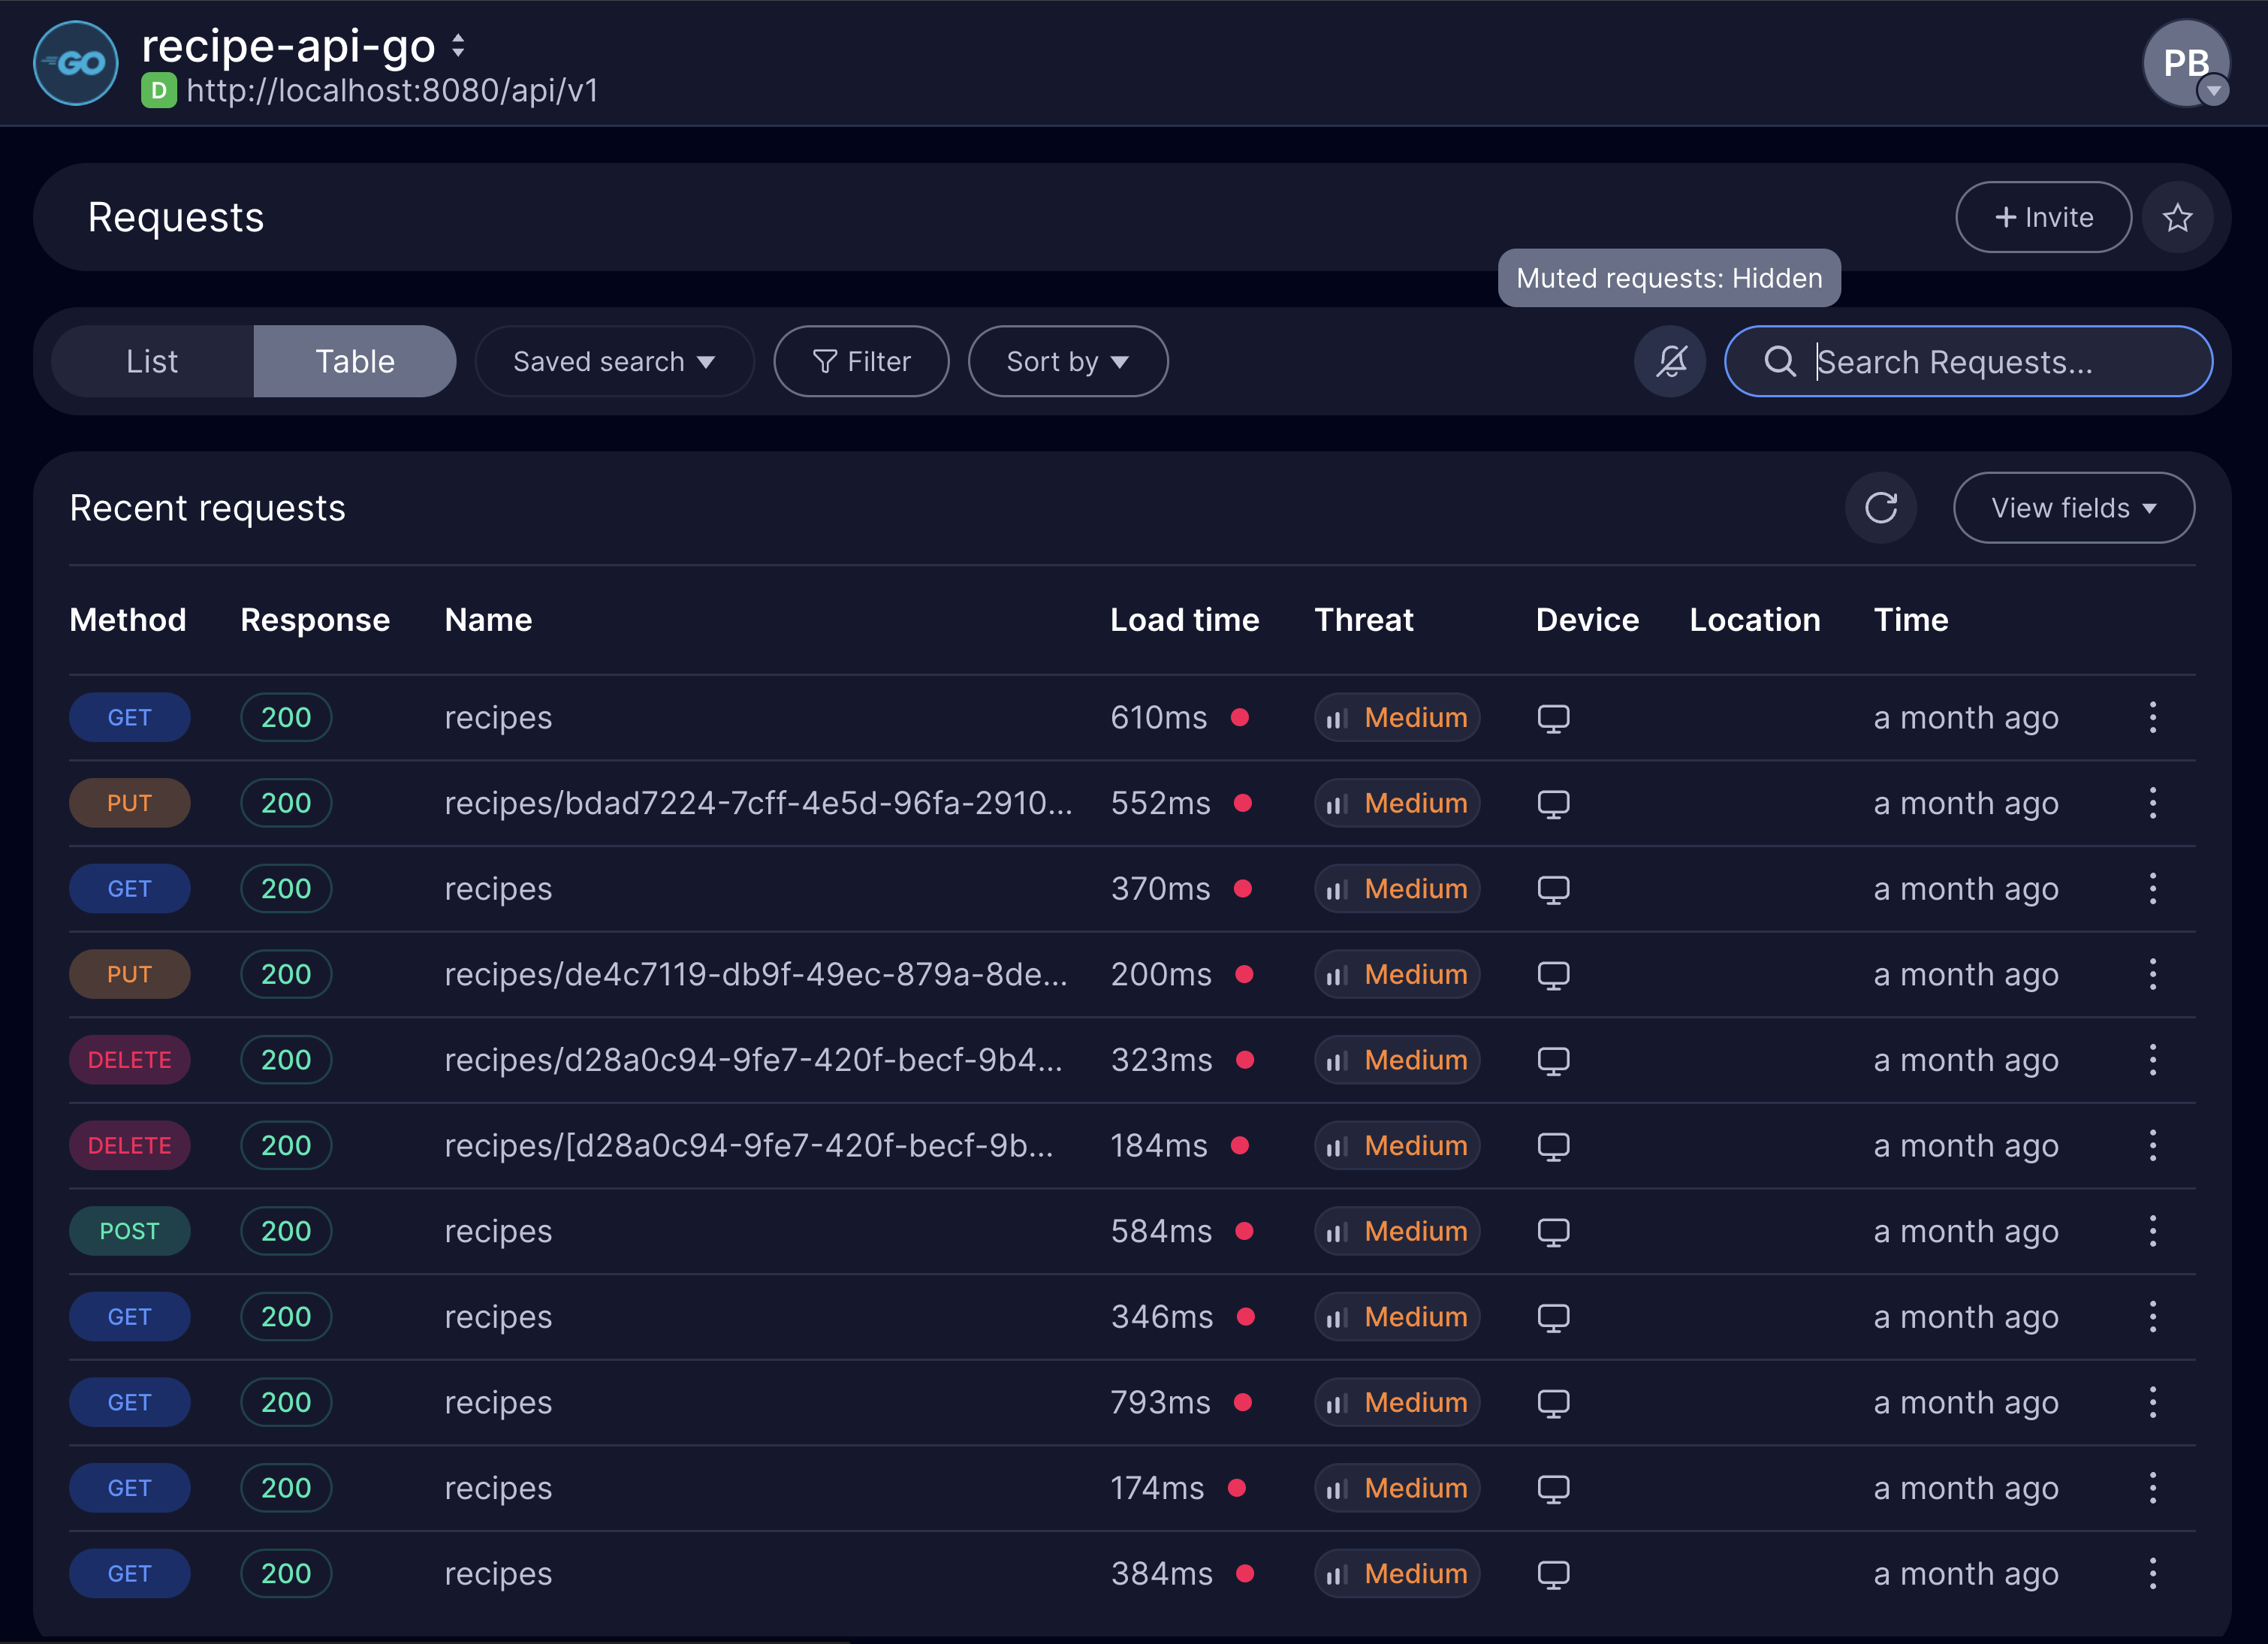 GO
recipe-api-go
D http://localhost:8080/api/v1
PB
Requests
+ Invite
Muted requests: Hidden
List Table Saved search Filter Sort by Search Requests...
Recent requests
View fields
Method Response Name Load time Threat Device Location Time
GET 200 recipes 610ms Medium a month ago
PUT 200 recipes/bdad7224-7cff-4e5d-96fa-2910... 552ms Medium a month ago
GET 200 recipes 370ms Medium a month ago
PUT 200 recipes/de4c7119-db9f-49ec-879a-8de... 200ms Medium a month ago
DELETE 200 recipes/d28a0c94-9fe7-420f-becf-9b4... 323ms Medium a month ago
DELETE 200 recipes/[d28a0c94-9fe7-420f-becf-9b... 184ms Medium a month ago
POST 200 recipes 584ms Medium a month ago
GET 200 recipes 346ms Medium a month ago
GET 200 recipes 793ms Medium a month ago
GET 200 recipes 174ms Medium a month ago
GET 200 recipes 384ms Medium a month ago